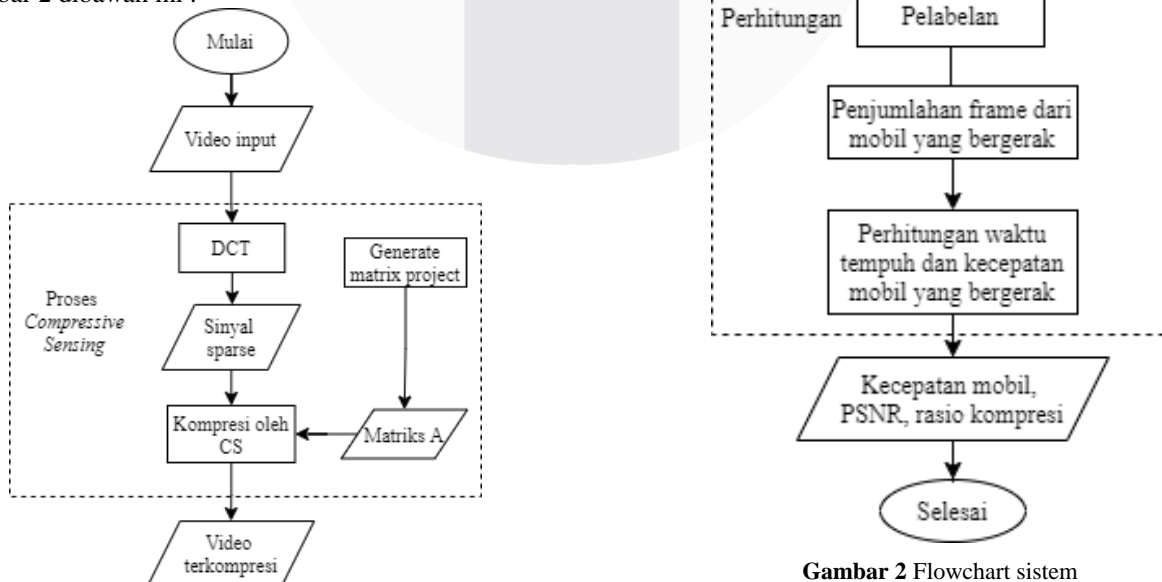 bar 2 dibawah ini :
Mulai
Video input
DCT
Generate
matrix project
Proses
Compressive
Sensing
Sinyal
sparse
Kompresi oleh
CS
Matriks A
Video
terkompresi
Perhitungan
Pelabelan
Penjumlahan frame dari
mobil yang bergerak
Perhitungan waktu
tempuh dan kecepatan
mobil yang bergerak
Kecepatan mobil,
PSNR, rasio kompresi
Selesai
Gambar 2 Flowchart sistem